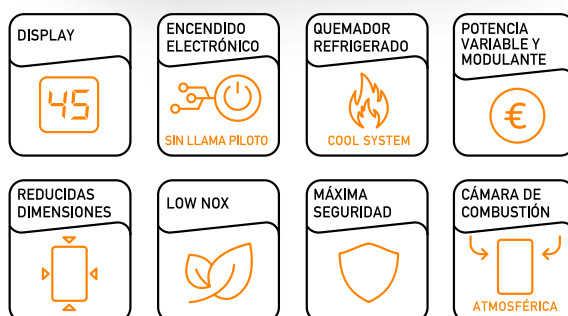 DISPLAY
45
ENCENDIDO
ELECTRÓNICO
SIN LLAMA PILOTO
QUEMADOR
REFRIGERADO
COOL SYSTEM
POTENCIA
VARIABLE Y
MODULANTE
€
REDUCIDAS
DIMENSIONES
LOW NOX
MÁXIMA
SEGURIDAD
CÁMARA DE
COMBUSTIÓN
ATMOSFÉRICA